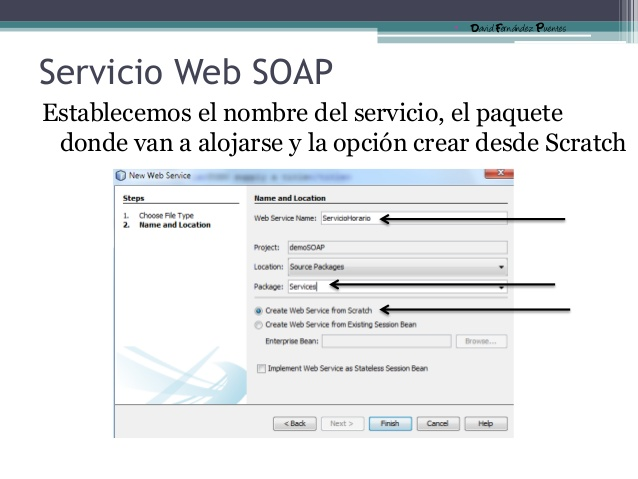 David Fernández Puentes
Servicio Web SOAP
Establecemos el nombre del servicio, el paquete
donde van a alojarse y la opción crear desde Scratch
New Web Service
Steps
1. Choose File Type
2. Name and Location
Name and Location
Web Service Name: ServicioHorario
Project: demoSOAP
Location: Source Packages
Package: Services
Create Web Service from Scratch
Create Web Service from Existing Session Bean
Enterprise Bean: Browse...
Implement Web Service as Stateless Session Bean
< Back Next > Finish Cancel Help